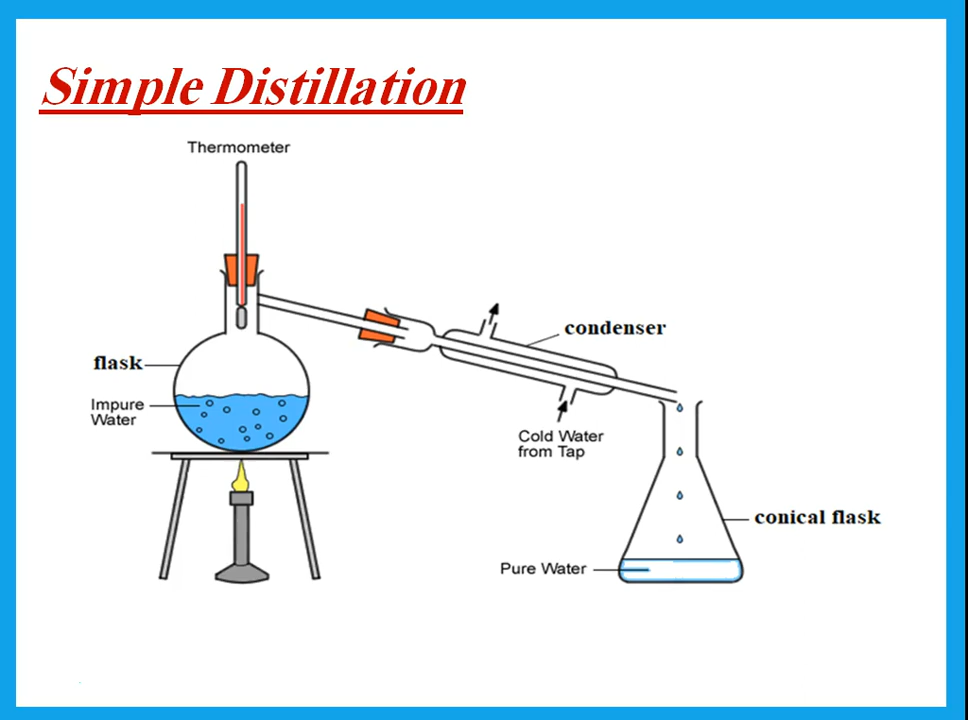 Simple Distillation
Thermometer
condenser
flask
Impure
Water
Cold Water
from Tap
conical flask
Pure Water